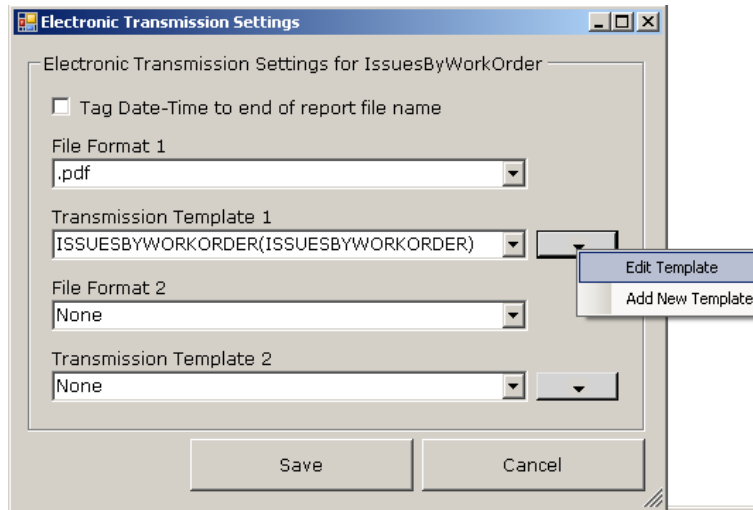 Electronic Transmission Settings
Electronic Transmission Settings for IssuesByWorkOrder
Tag Date-Time to end of report file name
File Format 1
.pdf
Transmission Template 1
ISSUESBYWORKORDER(ISSUESBYWORKORDER)
Edit Template
Add New Template
File Format 2
None
Transmission Template 2
None
Save
Cancel